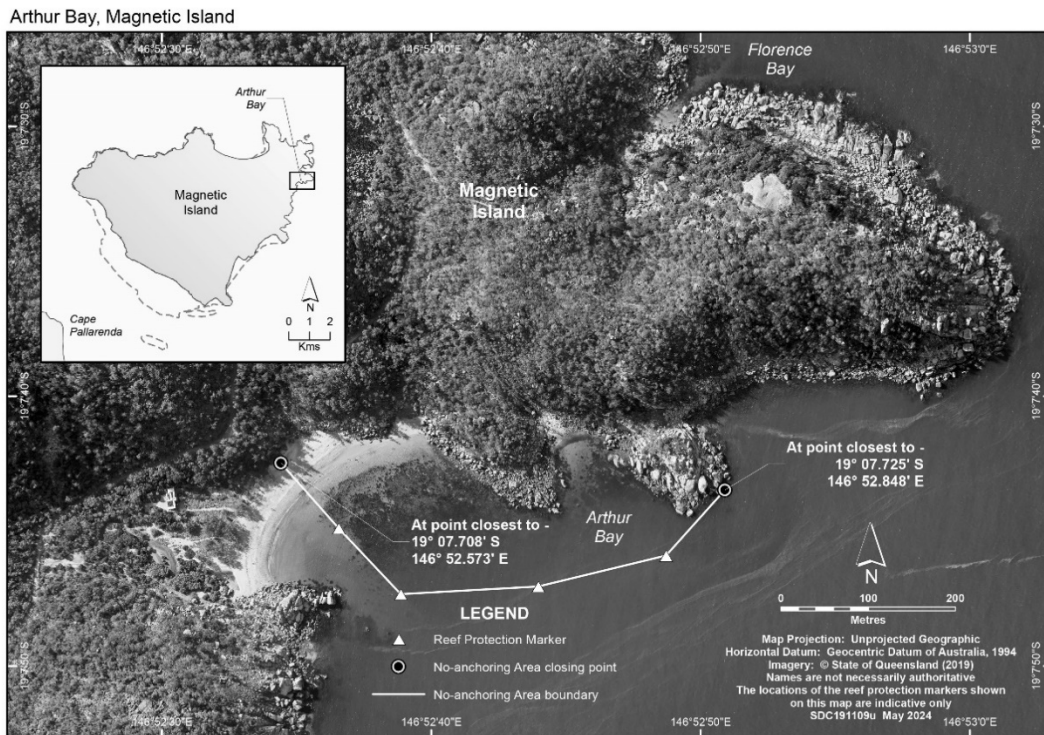 Arthur Bay, Magnetic Island
146°52'30"E
146°52'40"E
146°52'50"E
146°53'0"E
Florence
Bay
Arthur
Bay
Magnetic
Island
Cape
Pallarenda
N
0 1 2
Kms
Magnetic
Island
19°7'30"S
19°7'30"S
19°7'40"S
19°7'40"S
At point closest to -
19° 07.725' S
146° 52.848' E
At point closest to -
19° 07.708' S
146° 52.573' E
Arthur
Bay
N
0 100 200
Metres
LEGEND
Reef Protection Marker
No-anchoring Area closing point
No-anchoring Area boundary
Map Projection: Unprojected Geographic
Horizontal Datum: Geocentric Datum of Australia, 1994
Imagery: © State of Queensland (2019)
Names are not necessarily authoritative
The locations of the reef protection markers shown
on this map are indicative only
SDC191109u May 2024
19°7'50"S
19°7'50"S
146°52'30"E
146°52'40"E
146°52'50"E
146°53'0"E